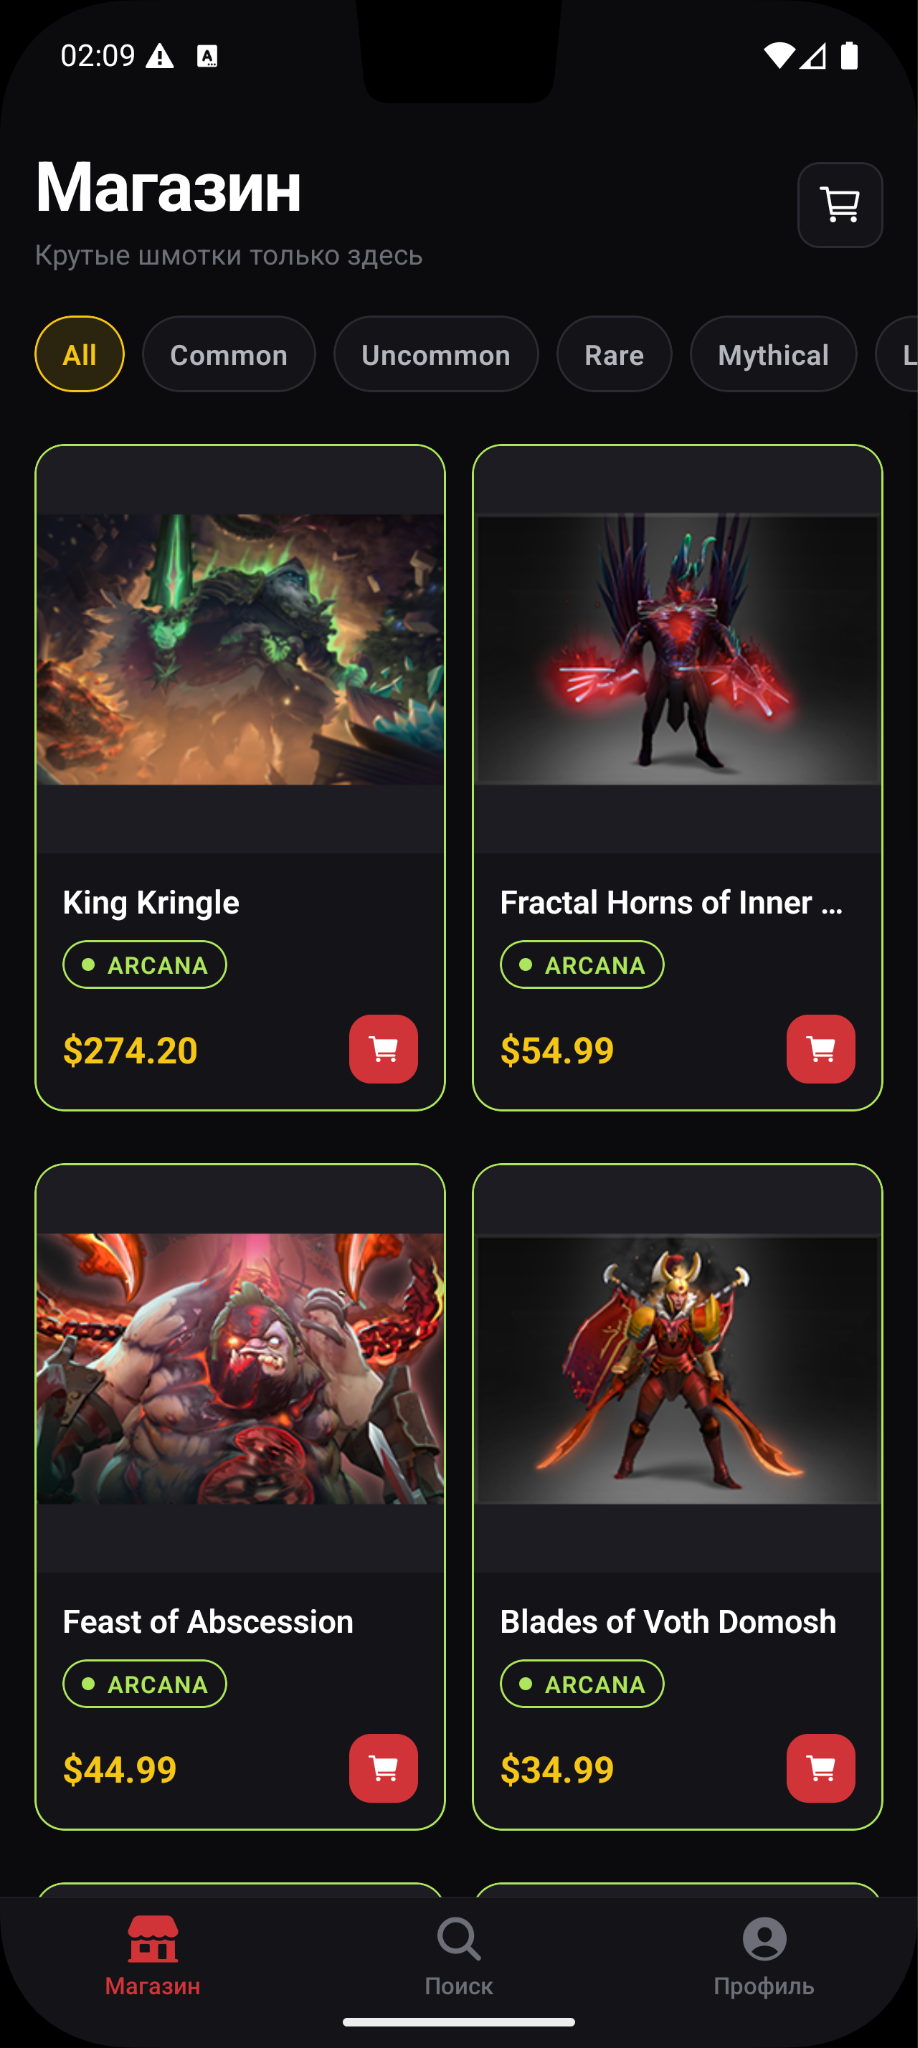 02:09
Магазин
Крутые шмотки только здесь
All
Common
Uncommon
Rare
Mythical
L
King Kringle
ARCANA
$274.20
Fractal Horns of Inner ...
ARCANA
$54.99
Feast of Abscession
ARCANA
$44.99
Blades of Voth Domosh
ARCANA
$34.99
Магазин
Поиск
Профиль